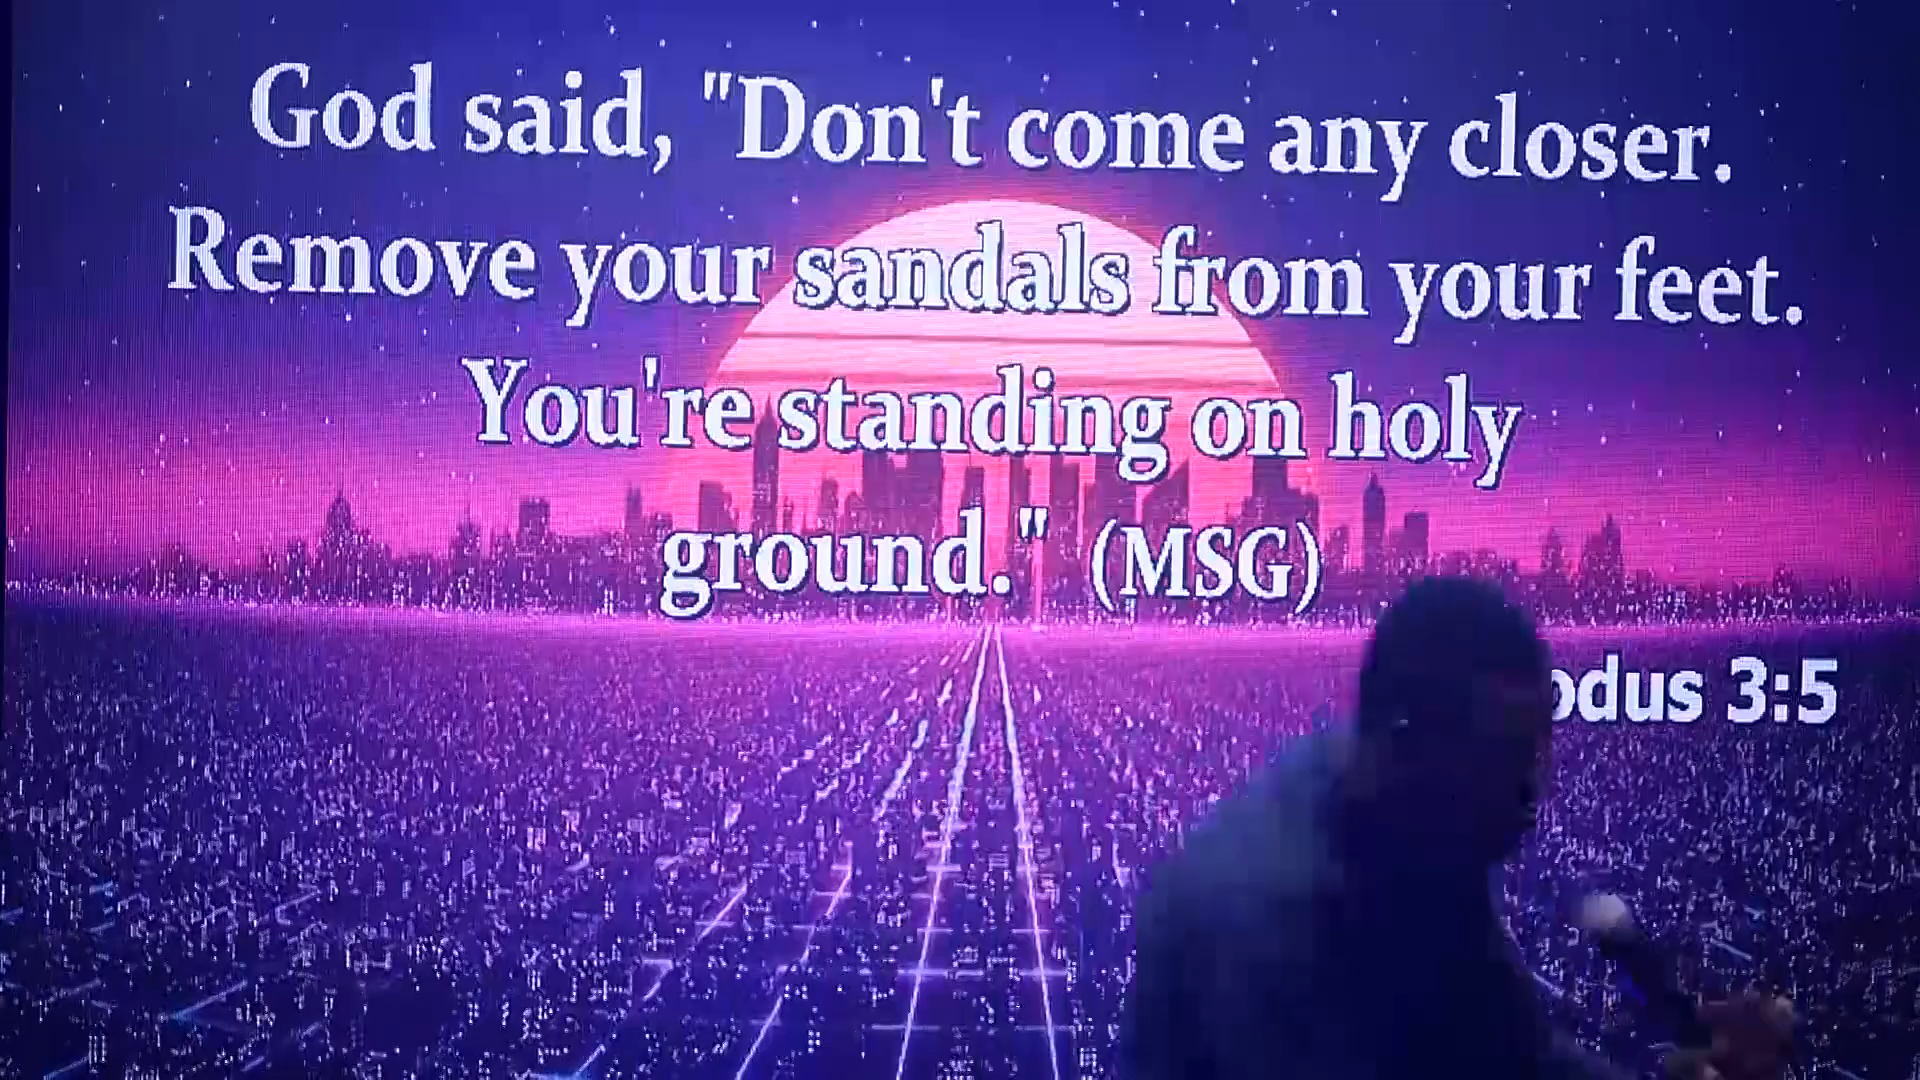 God said, "Don't come any closer.
Remove your sandals from your feet.
You're standing on holy
ground." (MSG)
3:5